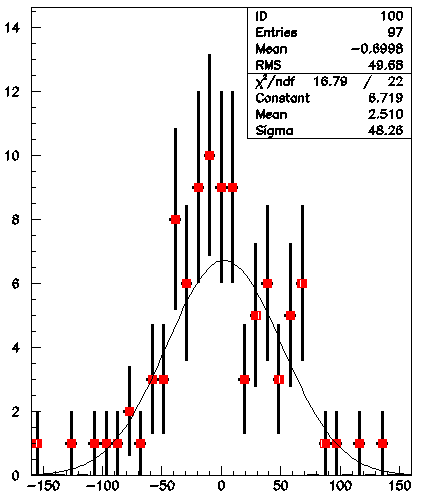 ID 100
Entries 97
Mean -0.6998
RMS 49.68
χ²/ndf 16.79 / 22
Constant 6.719
Mean 2.510
Sigma 48.26
14
12
10
8
6
4
2
0
-150 -100 -50 0 50 100 150